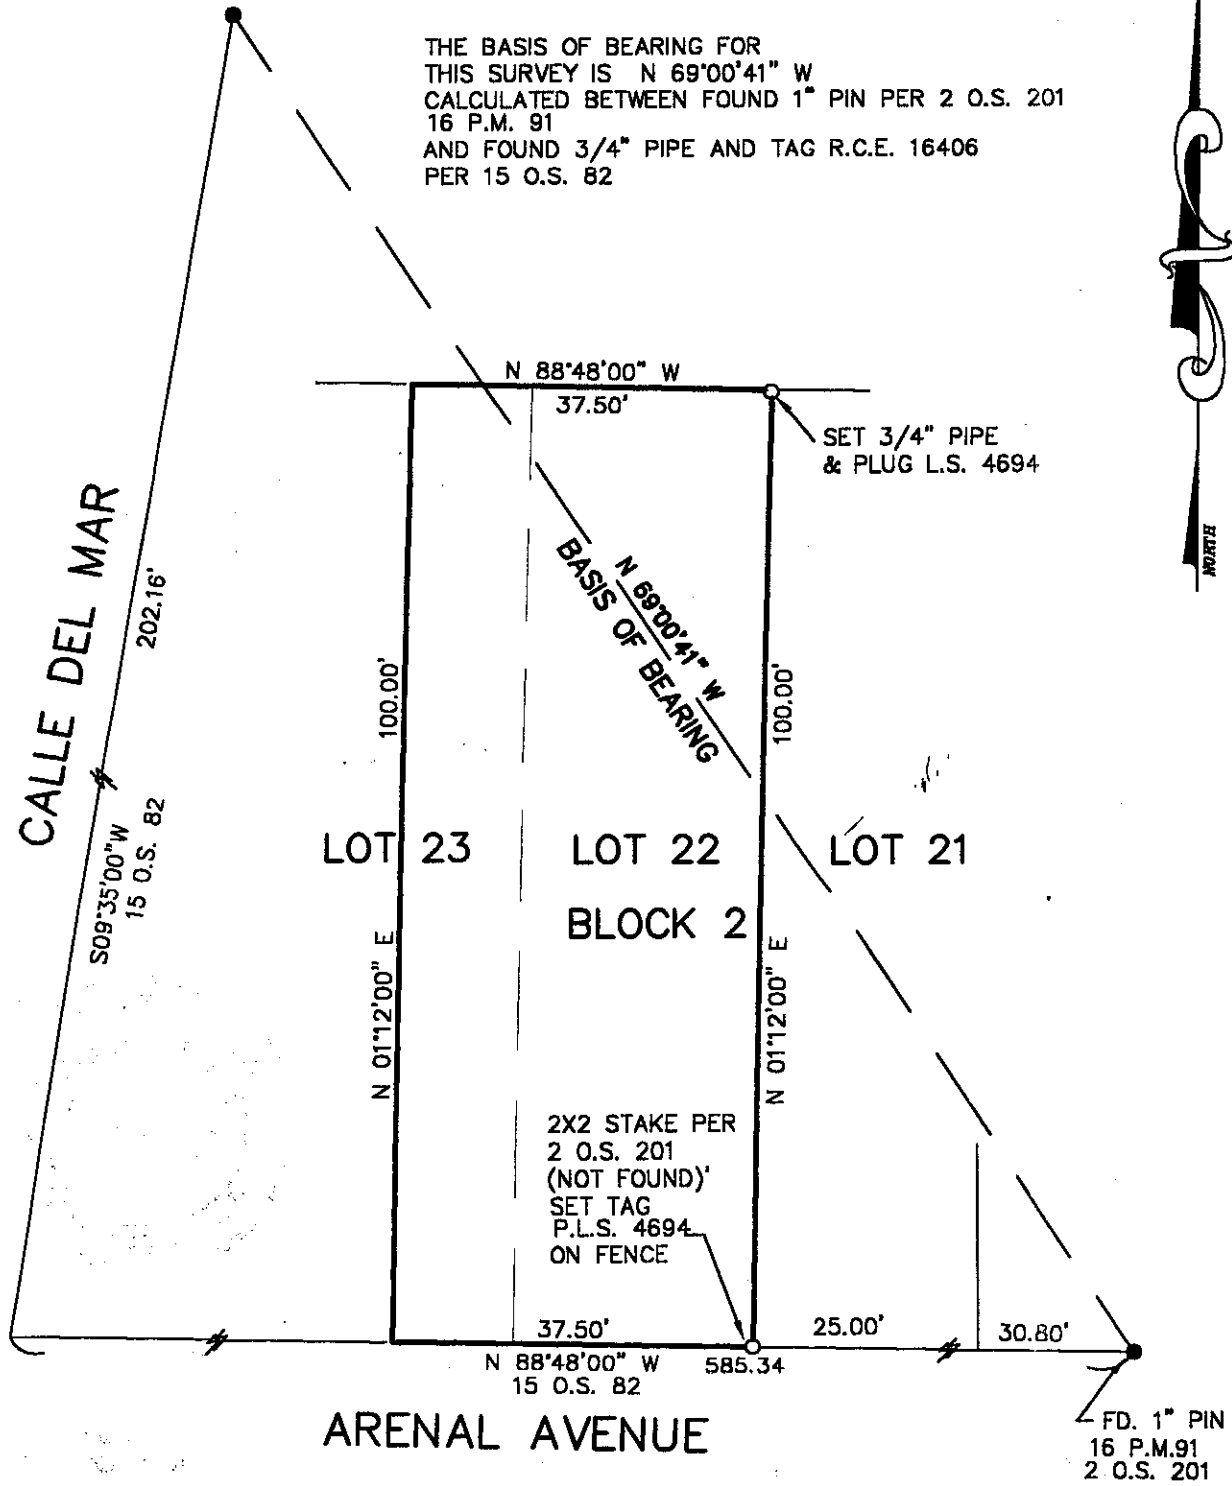 THE BASIS OF BEARING FOR
THIS SURVEY IS N 69°00'41" W
CALCULATED BETWEEN FOUND 1" PIN PER 2 O.S. 201
16 P.M. 91
AND FOUND 3/4" PIPE AND TAG R.C.E. 16406
PER 15 O.S. 82
NORTH
N 88°48'00" W
37.50'
SET 3/4" PIPE
& PLUG L.S. 4694
CALLE DEL MAR
202.16'
S09°35'00"W
15 O.S. 82
100.00'
N 01°12'00" E
N 69°00'41" W
BASIS OF BEARING
100.00'
N 01°12'00" E
LOT 23
LOT 22
LOT 21
BLOCK 2
2X2 STAKE PER
2 O.S. 201
(NOT FOUND)'
SET TAG
P.L.S. 4694
ON FENCE
37.50'
25.00'
30.80'
N 88°48'00" W
585.34
15 O.S. 82
ARENAL AVENUE
FD. 1" PIN
16 P.M.91
2 O.S. 201